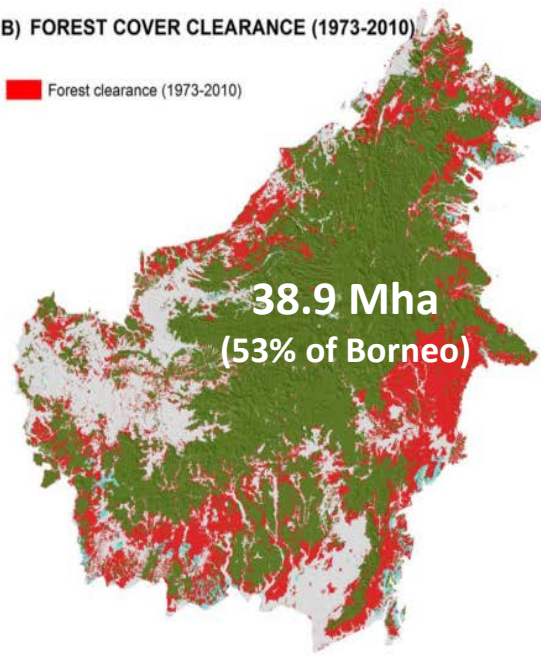 B) FOREST COVER CLEARANCE (1973-2010)
Forest clearance (1973-2010)
38.9 Mha
(53% of Borneo)